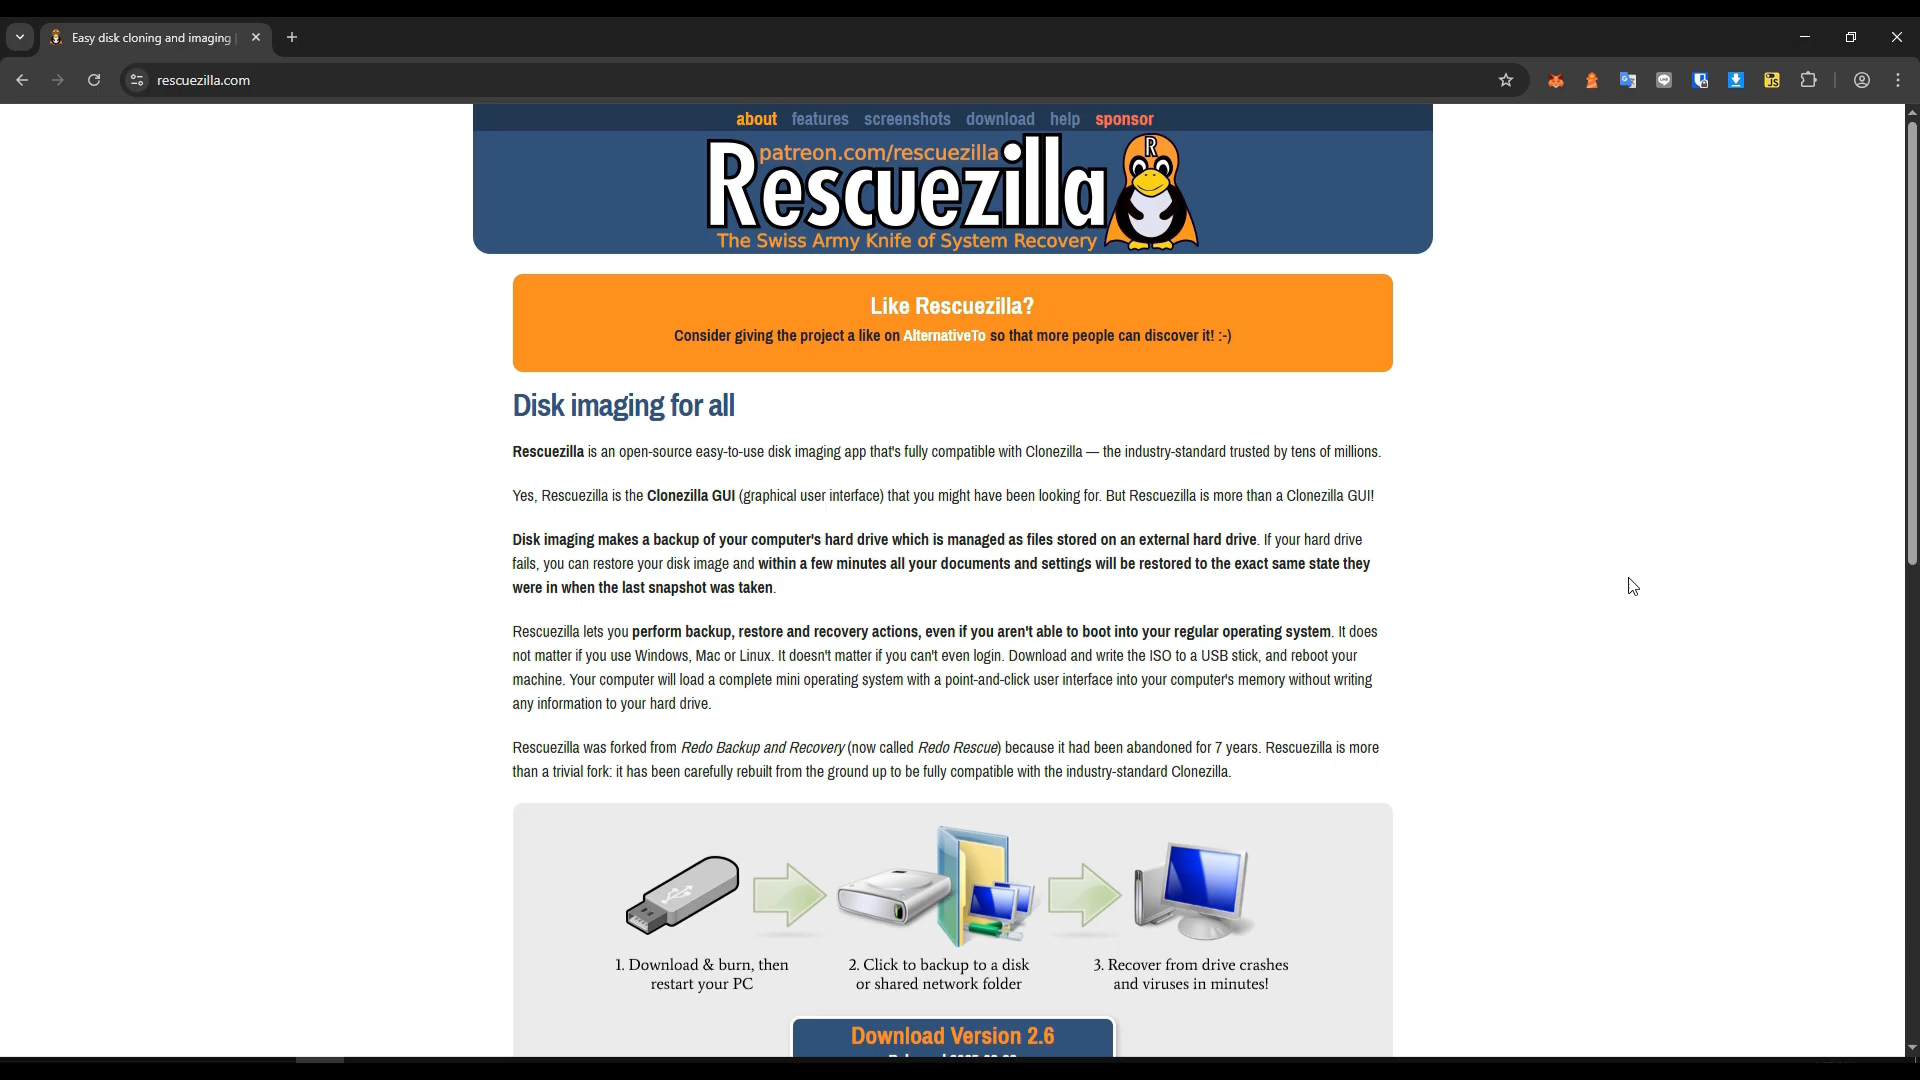 Easy disk cloning and imaging
rescuezilla.com
about features screenshots download help sponsor
patreon.com/rescuezilla
Rescuezilla
R
The Swiss Army Knife of System Recovery
Like Rescuezilla?
Consider giving the project a like on AlternativeTo so that more people can discover it! :-)
Disk imaging for all
Rescuezilla is an open-source easy-to-use disk imaging app that's fully compatible with Clonezilla — the industry-standard trusted by tens of millions.
Yes, Rescuezilla is the Clonezilla GUI (graphical user interface) that you might have been looking for. But Rescuezilla is more than a Clonezilla GUI!
Disk imaging makes a backup of your computer's hard drive which is managed as files stored on an external hard drive. If your hard drive
fails, you can restore your disk image and within a few minutes all your documents and settings will be restored to the exact same state they
were in when the last snapshot was taken.
Rescuezilla lets you perform backup, restore and recovery actions, even if you aren't able to boot into your regular operating system. It does
not matter if you use Windows, Mac or Linux. It doesn't matter if you can't even login. Download and write the ISO to a USB stick, and reboot your
machine. Your computer will load a complete mini operating system with a point-and-click user interface into your computer's memory without writing
any information to your hard drive.
Rescuezilla was forked from Redo Backup and Recovery (now called Redo Rescue) because it had been abandoned for 7 years. Rescuezilla is more
than a trivial fork: it has been carefully rebuilt from the ground up to be fully compatible with the industry-standard Clonezilla.
1. Download & burn, then
restart your PC
2. Click to backup to a disk
or shared network folder
3. Recover from drive crashes
and viruses in minutes!
Download Version 2.6